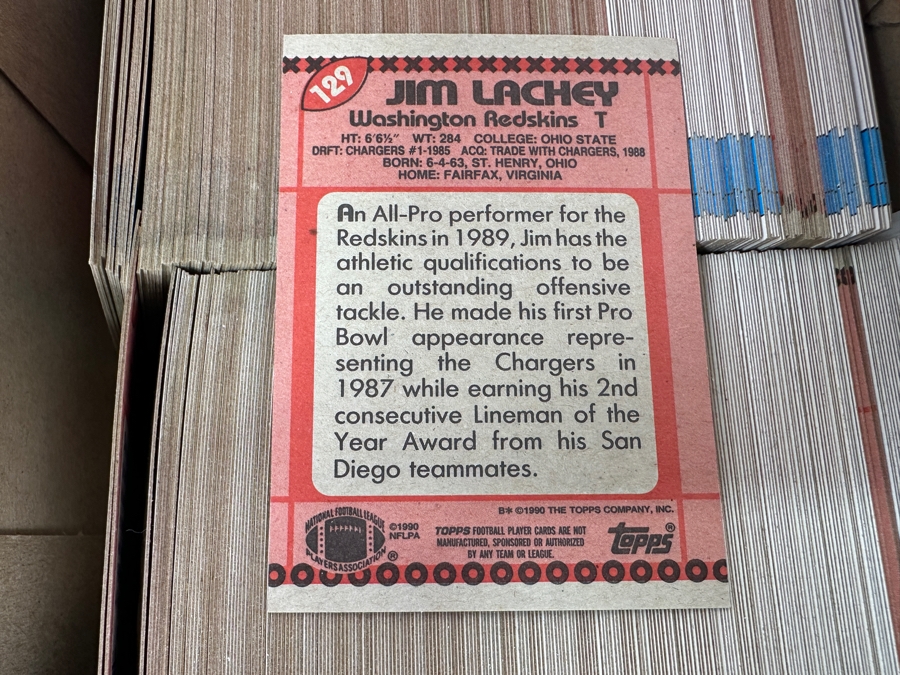 129
JIM LACHEY
Washington Redskins T
HT: 6'6½" WT: 284 COLLEGE: OHIO STATE
DRFT: CHARGERS #1-1985 ACQ: TRADE WITH CHARGERS, 1988
BORN: 6-4-63, ST. HENRY, OHIO
HOME: FAIRFAX, VIRGINIA
An All-Pro performer for the
Redskins in 1989, Jim has the
athletic qualifications to be
an outstanding offensive
tackle. He made his first Pro
Bowl appearance repre-
senting the Chargers in
1987 while earning his 2nd
consecutive Lineman of the
Year Award from his San
Diego teammates.
B* ©1990 THE TOPPS COMPANY, INC.
NATIONAL FOOTBALL LEAGUE
PLAYERS ASSOCIATION ®
©1990
NFLPA
TOPPS FOOTBALL PLAYER CARDS ARE NOT
MANUFACTURED, SPONSORED OR AUTHORIZED
BY ANY TEAM OR LEAGUE.
topps®